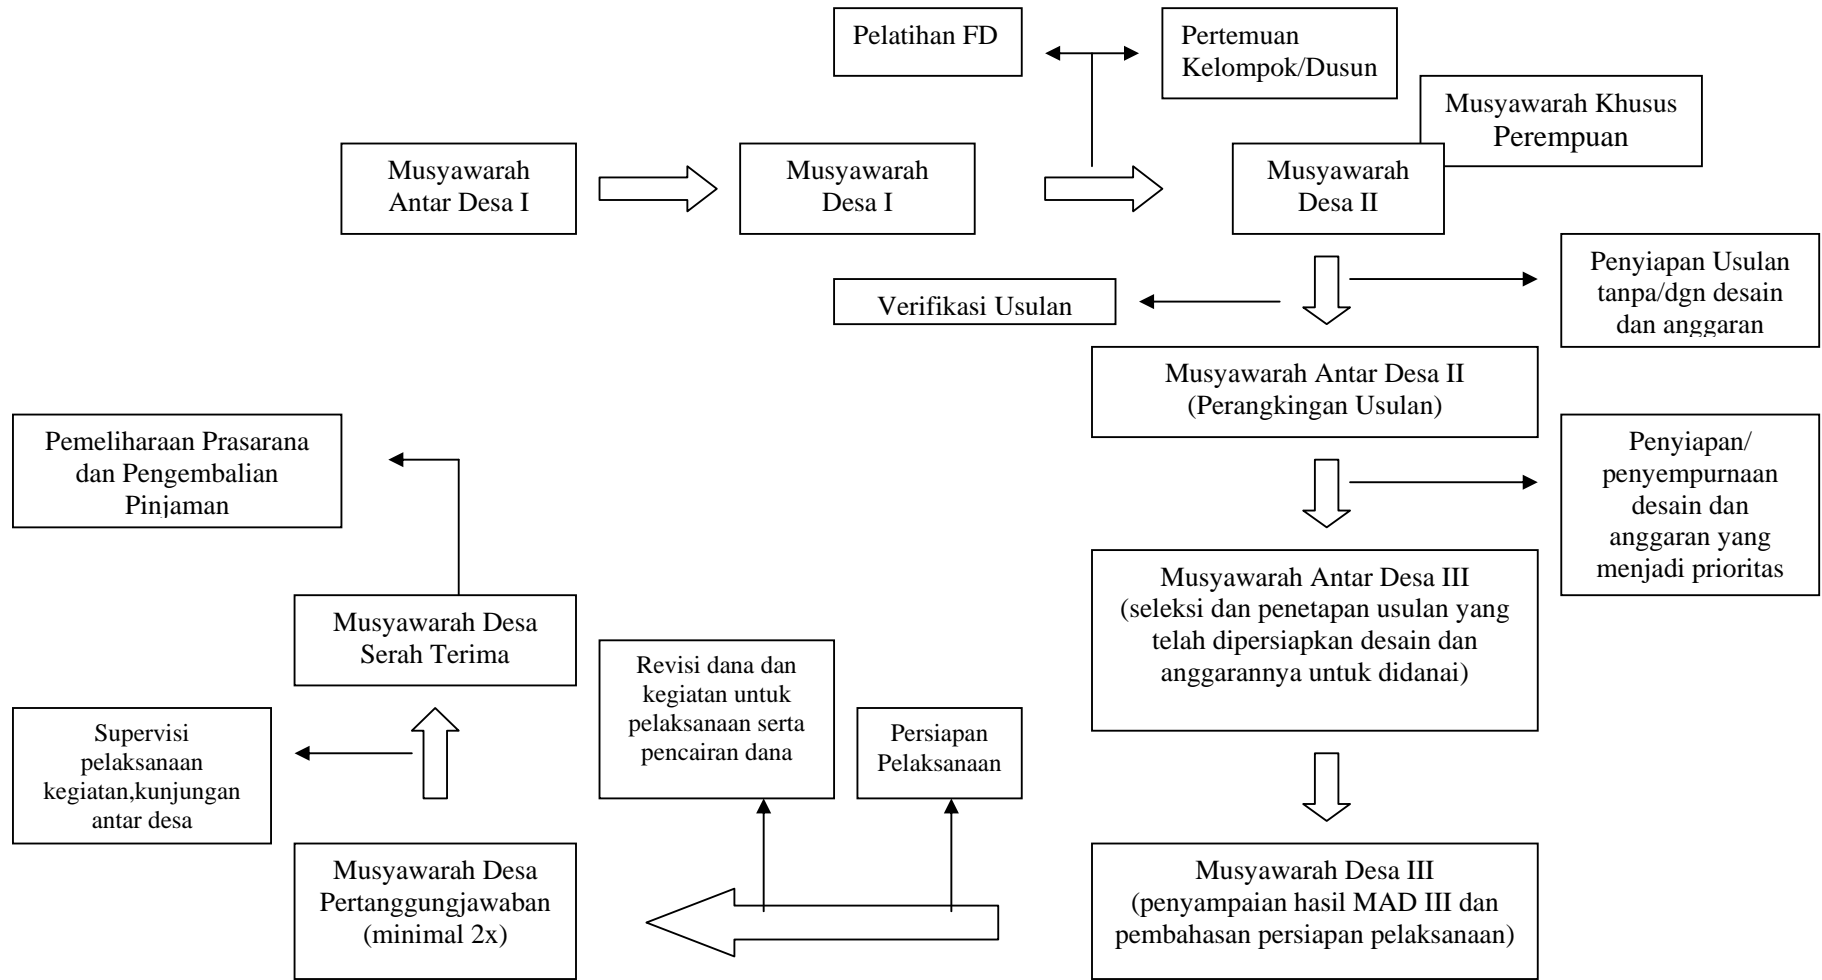 Pelatihan FD
Pertemuan
Kelompok/Dusun
Musyawarah Khusus
Perempuan
Musyawarah
Antar Desa I
Musyawarah
Desa I
Musyawarah
Desa II
Penyiapan Usulan
tanpa/dgn desain
dan anggaran
Verifikasi Usulan
Musyawarah Antar Desa II
(Perangkingan Usulan)
Pemeliharaan Prasarana
dan Pengembalian
Pinjaman
Penyiapan/
penyempurnaan
desain dan
anggaran yang
menjadi prioritas
Musyawarah Antar Desa III
(seleksi dan penetapan usulan yang
telah dipersiapkan desain dan
anggarannya untuk didanai)
Musyawarah Desa
Serah Terima
Revisi dana dan
kegiatan untuk
pelaksanaan serta
pencairan dana
Persiapan
Pelaksanaan
Supervisi
pelaksanaan
kegiatan,kunjungan
antar desa
Musyawarah Desa
Pertanggungjawaban
(minimal 2x)
Musyawarah Desa III
(penyampaian hasil MAD III dan
pembahasan persiapan pelaksanaan)